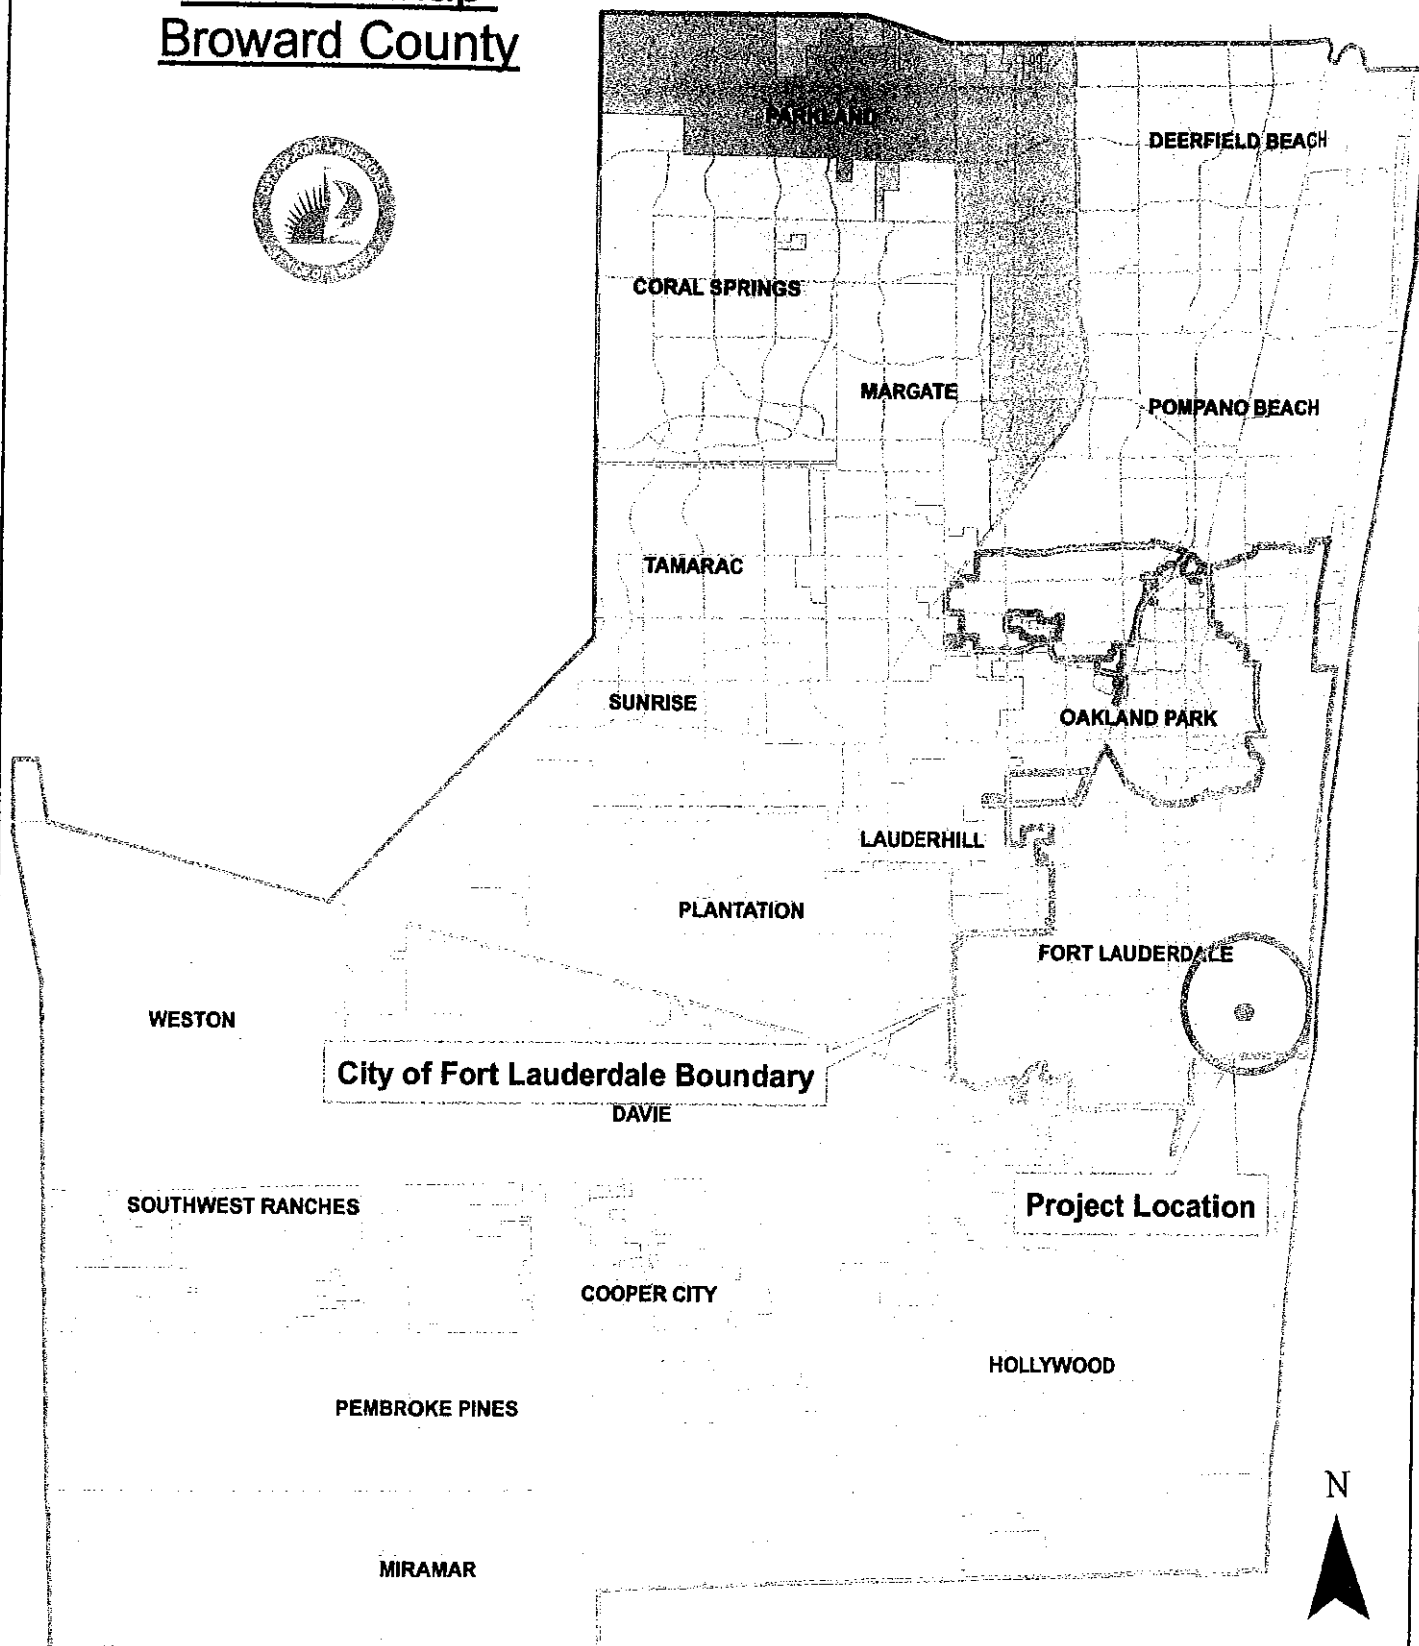 Broward County
PARKLAND
DEERFIELD BEACH
CORAL SPRINGS
MARGATE
POMPANO BEACH
TAMARAC
SUNRISE
OAKLAND PARK
LAUDERHILL
PLANTATION
FORT LAUDERDALE
WESTON
City of Fort Lauderdale Boundary
DAVIE
SOUTHWEST RANCHES
Project Location
COOPER CITY
HOLLYWOOD
PEMBROKE PINES
N
MIRAMAR